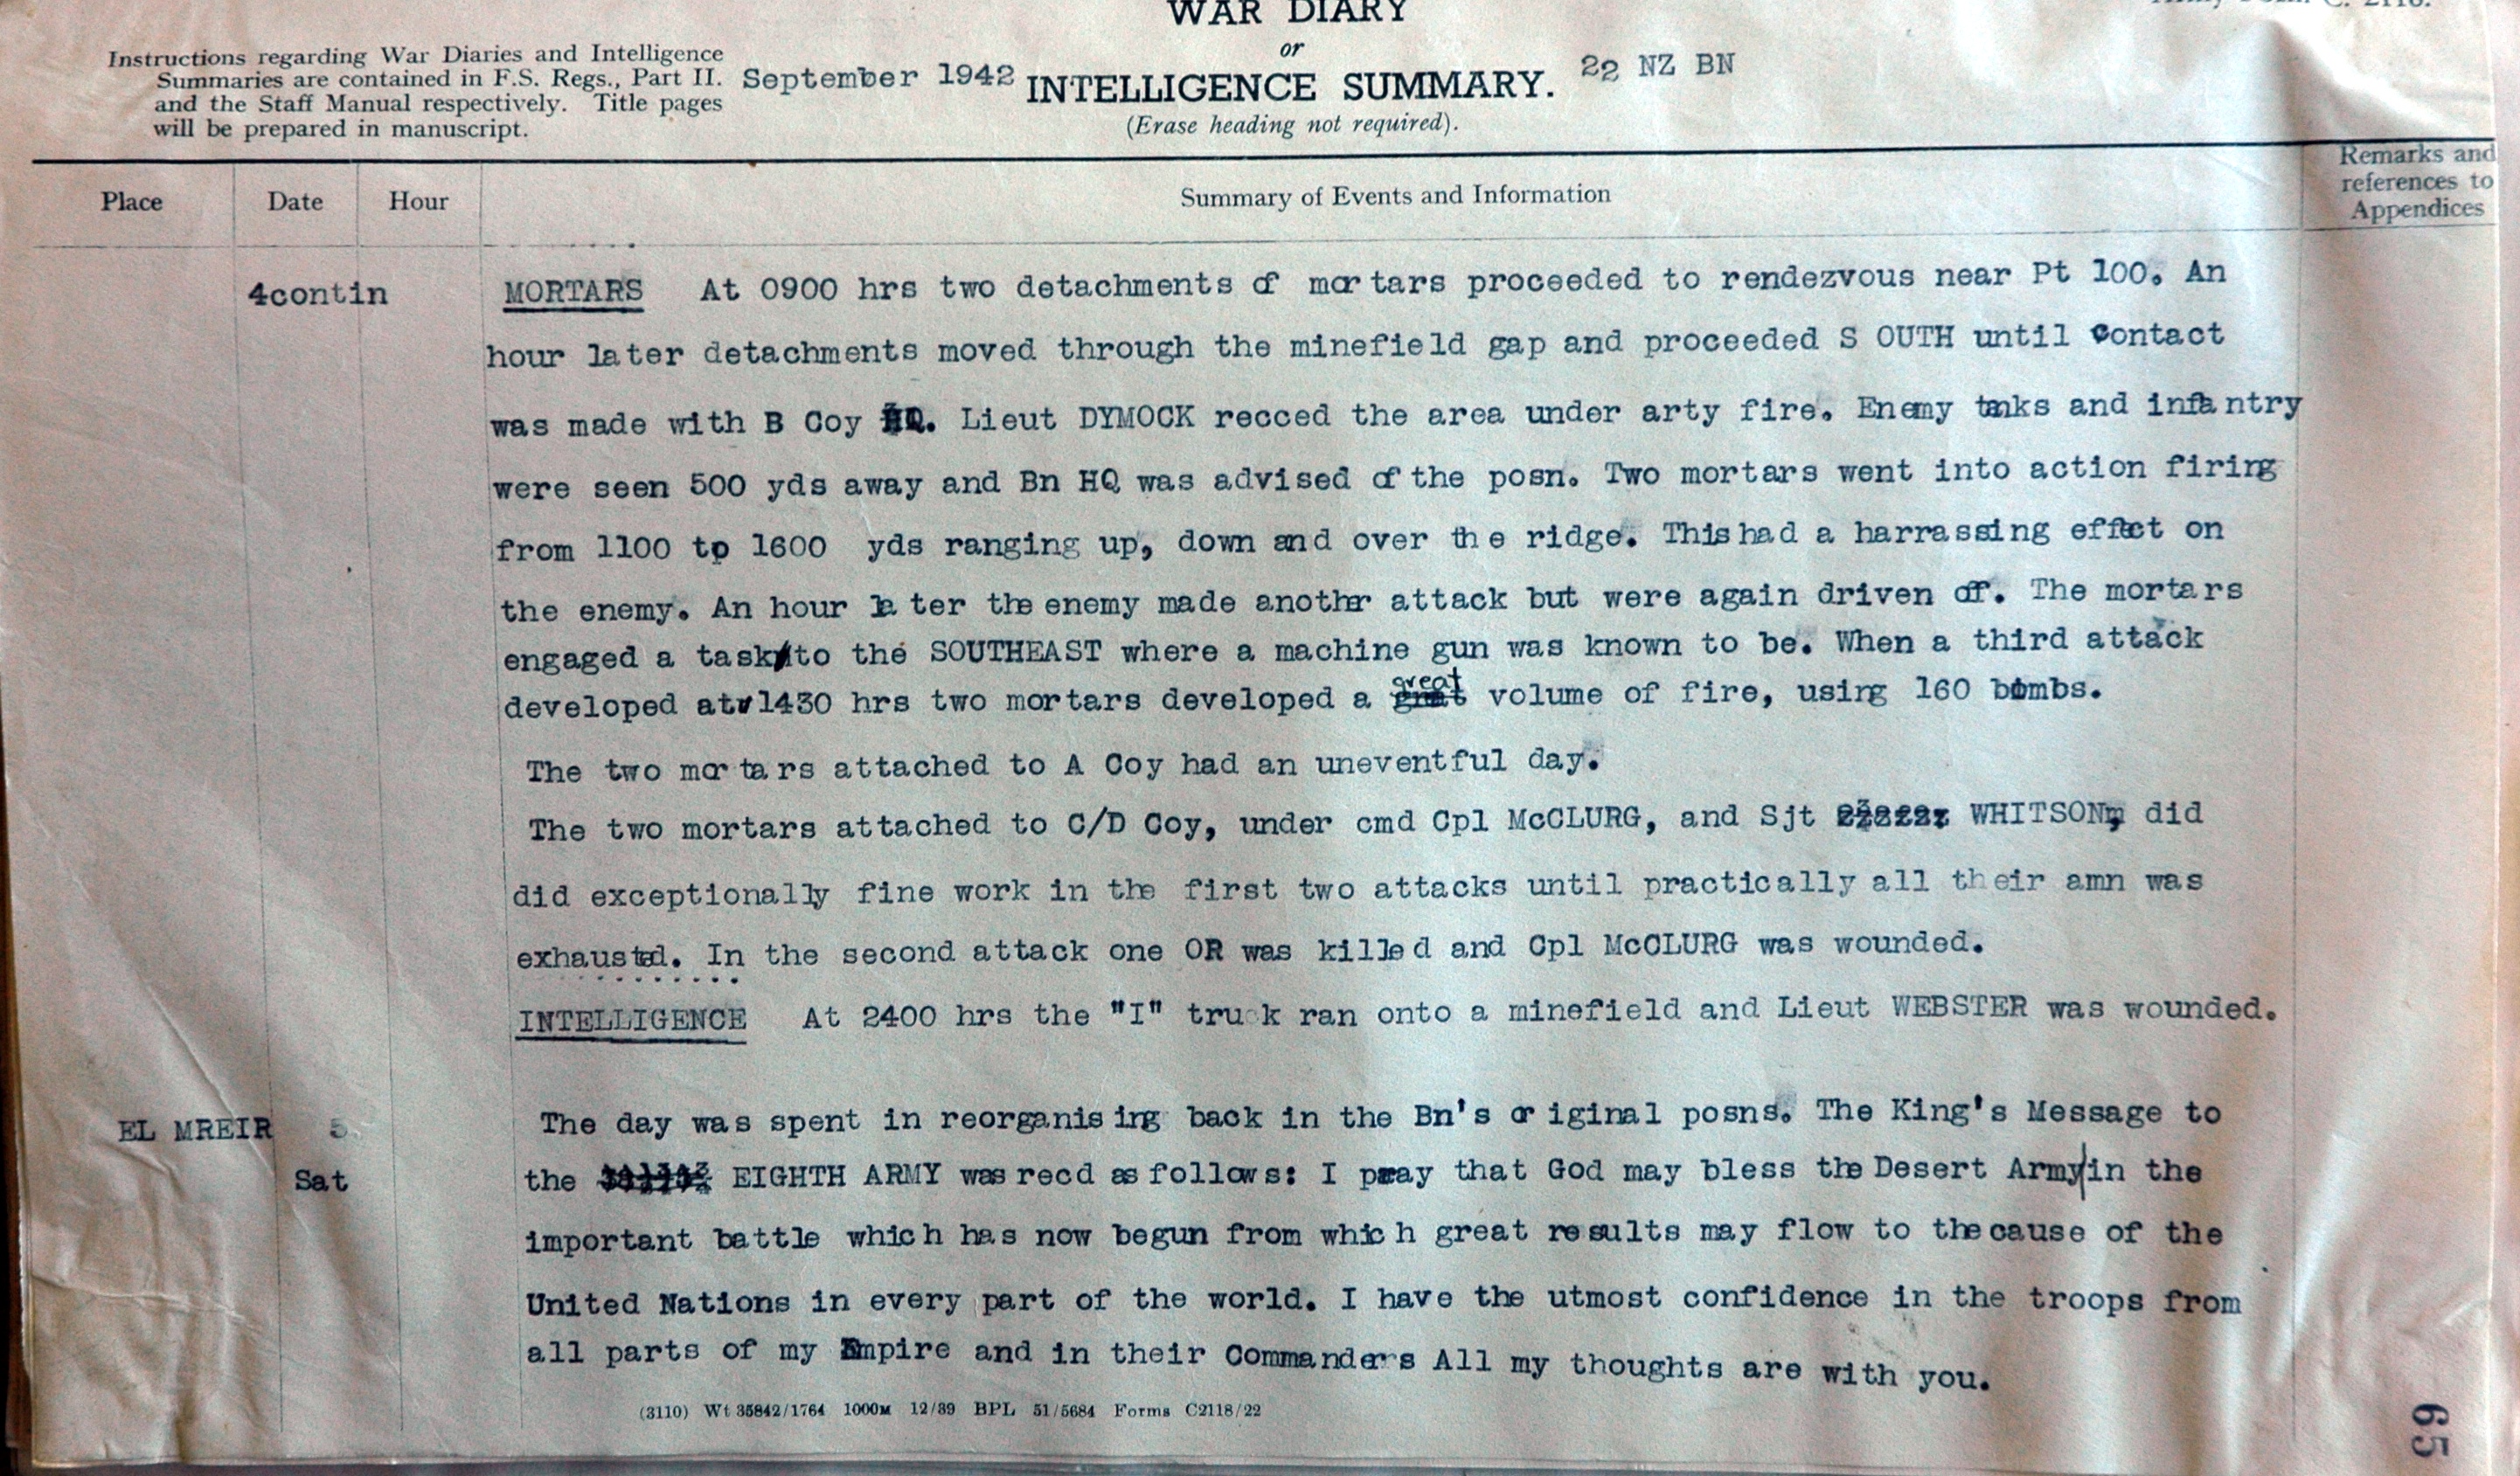 WAR DIARY
or
Instructions regarding War Diaries and Intelligence
Summaries are contained in F.S. Regs., Part II.
and the Staff Manual respectively. Title pages
will be prepared in manuscript.
September 1942
INTELLIGENCE SUMMARY.
22 NZ BN
(Erase heading not required).
Place Date Hour Summary of Events and Information
Remarks and
references to
Appendices
4contin MORTARS At 0900 hrs two detachments of mortars proceeded to rendezvous near Pt 100. An
hour later detachments moved through the minefield gap and proceeded S OUTH until contact
was made with B Coy HQ. Lieut DYMOCK recced the area under arty fire. Enemy tanks and infantry
were seen 500 yds away and Bn HQ was advised of the posn. Two mortars went into action firing
from 1100 to 1600 yds ranging up, down and over the ridge. This had a harrassing effect on
the enemy. An hour later the enemy made another attack but were again driven off. The mortars
engaged a task to the SOUTHEAST where a machine gun was known to be. When a third attack
great
developed at 1430 hrs two mortars developed a volume of fire, using 160 bombs.
The two mortars attached to A Coy had an uneventful day.
The two mortars attached to C/D Coy, under cmd Cpl McCLURG, and Sjt WHITSON, did
did exceptionally fine work in the first two attacks until practically all their amn was
exhausted. In the second attack one OR was killed and Cpl McCLURG was wounded.
INTELLIGENCE At 2400 hrs the "I" truck ran onto a minefield and Lieut WEBSTER was wounded.
EL MREIR 5. The day was spent in reorganising back in the Bn's original posns. The King's Message to
Sat the EIGHTH ARMY was recd as follows: I pray that God may bless the Desert Army in the
important battle which has now begun from which great results may flow to the cause of the
United Nations in every part of the world. I have the utmost confidence in the troops from
all parts of my Empire and in their Commanders All my thoughts are with you.
(3110) Wt 35842/1764 1000M 12/39 BPL 51/5684 Forms C2118/22
65